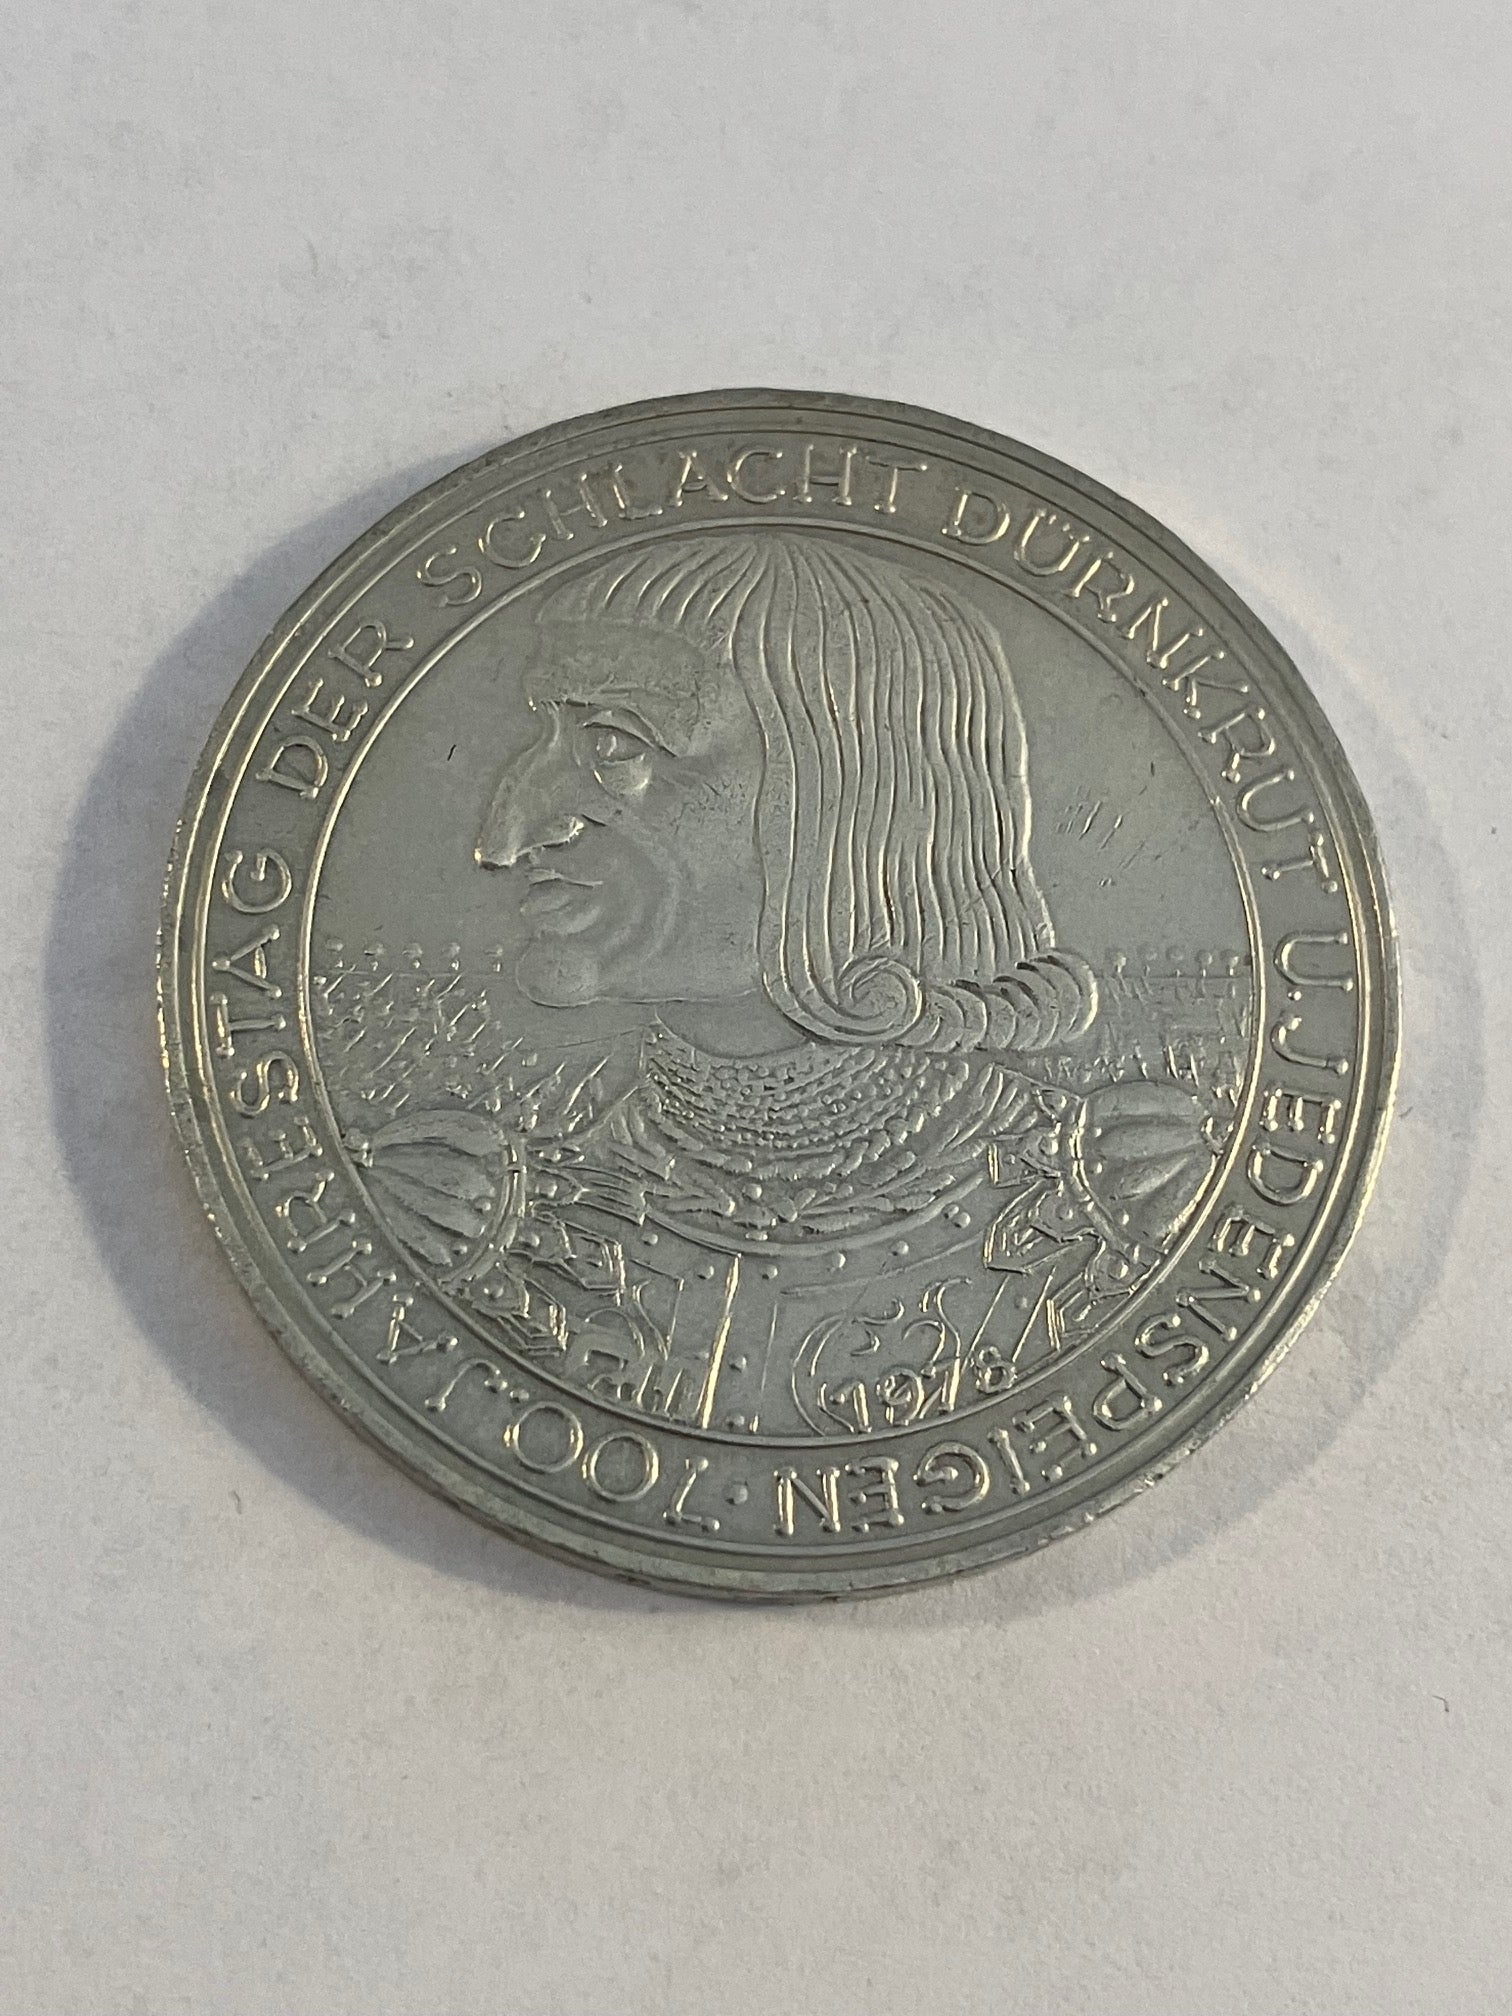 700. JAHRESTAG DER SCHLACHT DÜRNKRUT U. JEDENSPEIGEN
1978